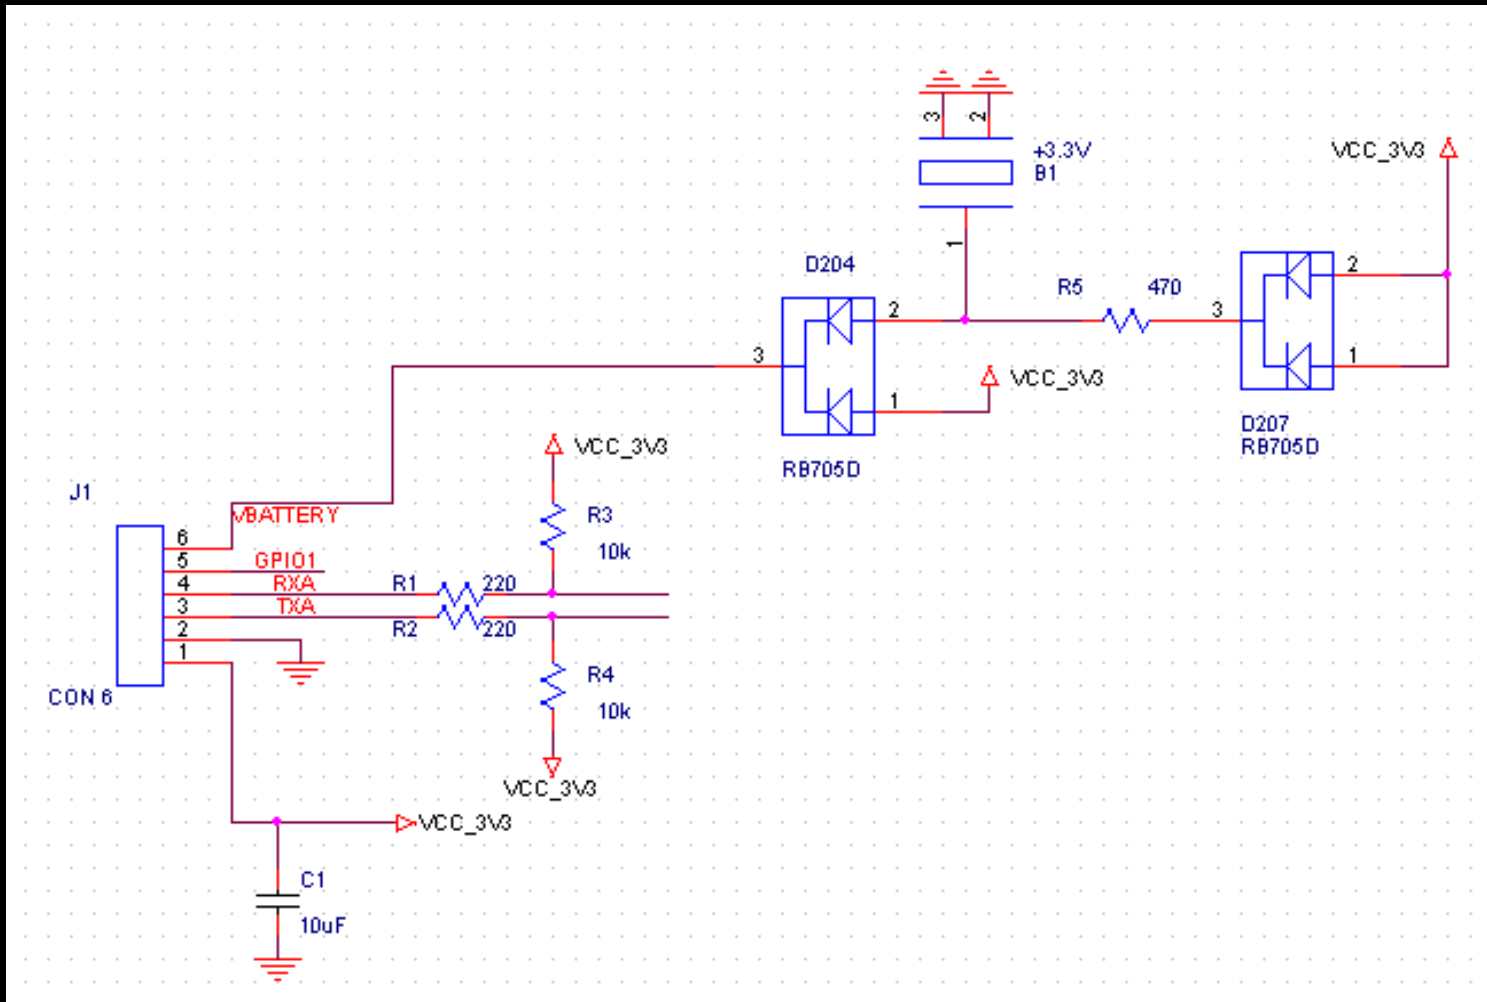 3
2
+3.3V
B1
VCC_3V3
1
D204
2
R5
470
3
2
3
1
VCC_3V3
1
D207
RB705D
RB705D
VCC_3V3
J1
VBATTERY
R3
10k
6
5
GPIO1
4
RXA
R1
220
3
TXA
R2
220
2
1
R4
10k
CON 6
VCC_3V3
VCC_3V3
C1
10uF